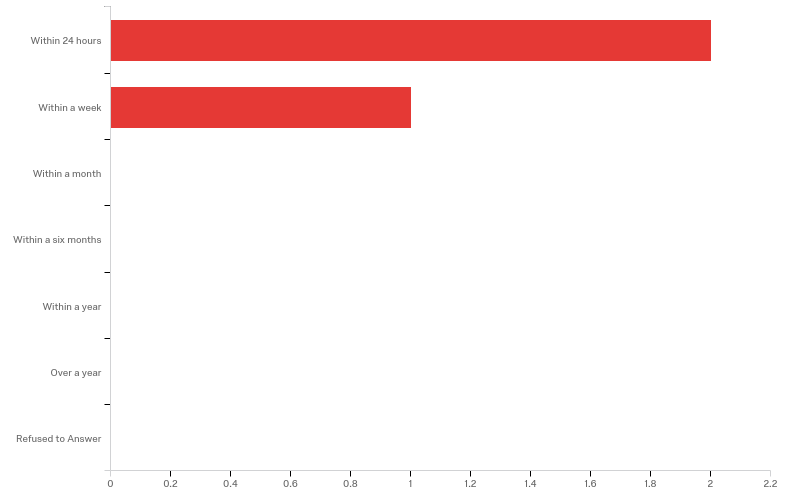 Within 24 hours
Within a week
Within a month
Within a six months
Within a year
Over a year
Refused to Answer
0 0.2 0.4 0.6 0.8 1 1.2 1.4 1.6 1.8 2 2.2